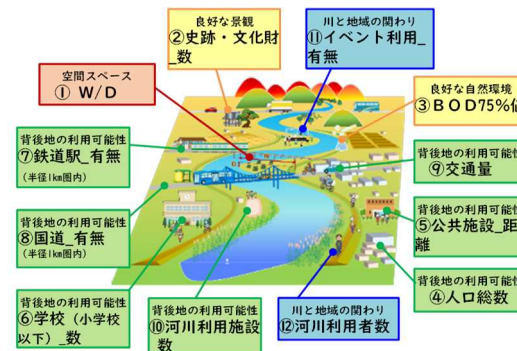 良好な景観
②史跡・文化財
_数
川と地域の関わり
⑪イベント利用_
有無
空間スペース
① W/D
良好な自然環境
③BOD75%値
背後地の利用可能性
⑦鉄道駅_有無
(半径1km圏内)
背後地の利用可能性
⑨交通量
背後地の利用可能性
⑧国道_有無
(半径1km圏内)
背後地の利用可能性
⑤公共施設_距
離
背後地の利用可能性
④人口総数
背後地の利用可能性
⑥学校（小学校
以下）_数
背後地の利用可能性
⑩河川利用施設
数
川と地域の関わり
⑫河川利用者数